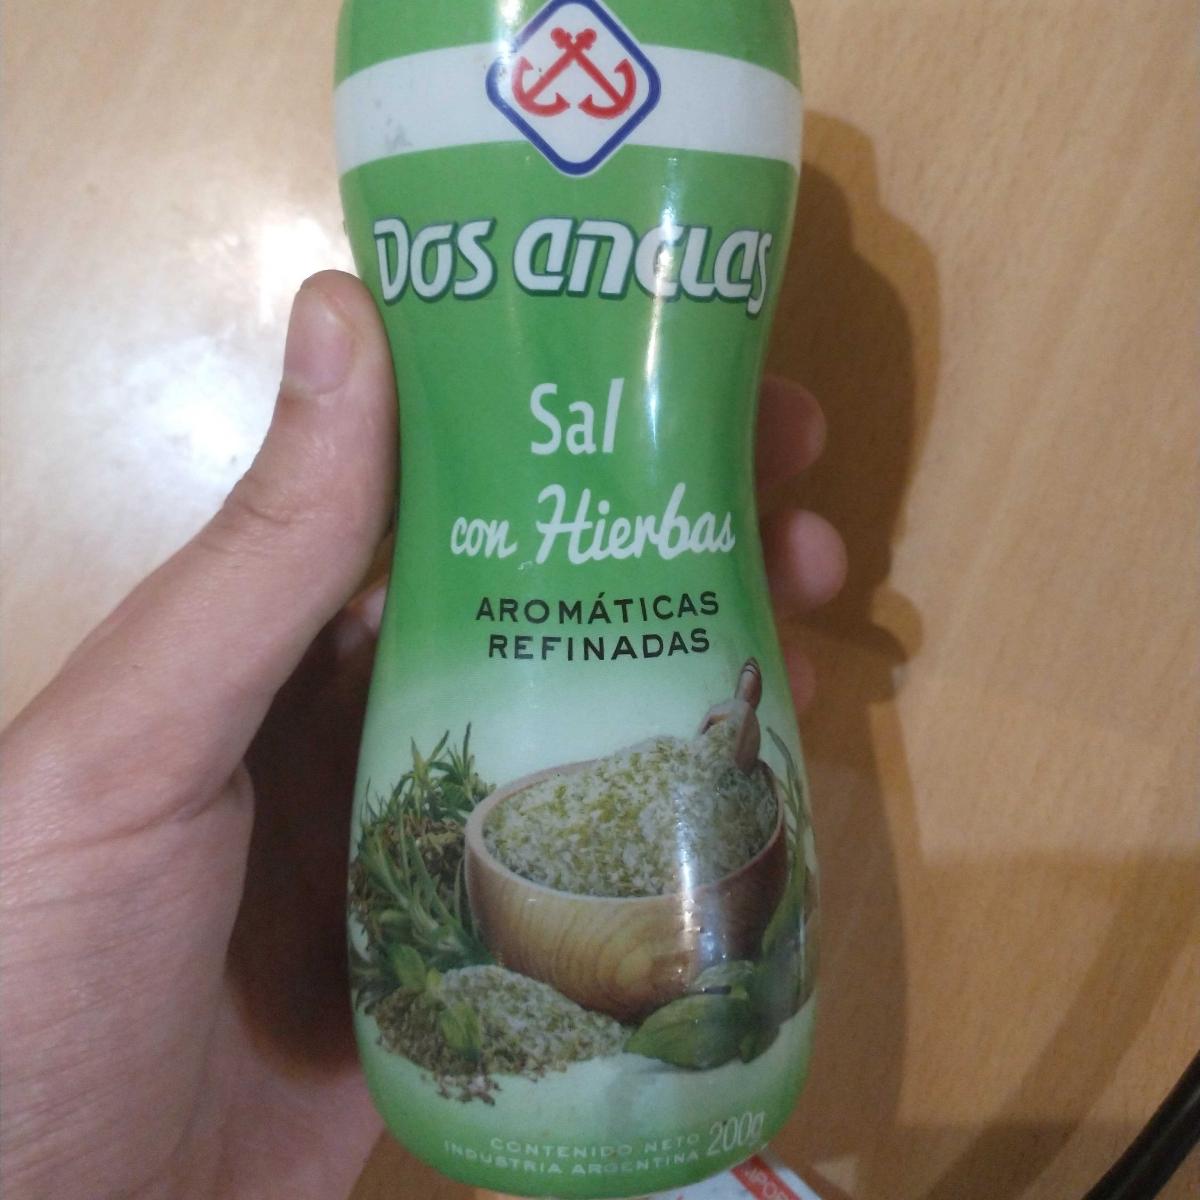 Dos Anclas
Sal
con Hierbas
AROMÁTICAS
REFINADAS
CONTENIDO NETO 200g
INDUSTRIA ARGENTINA